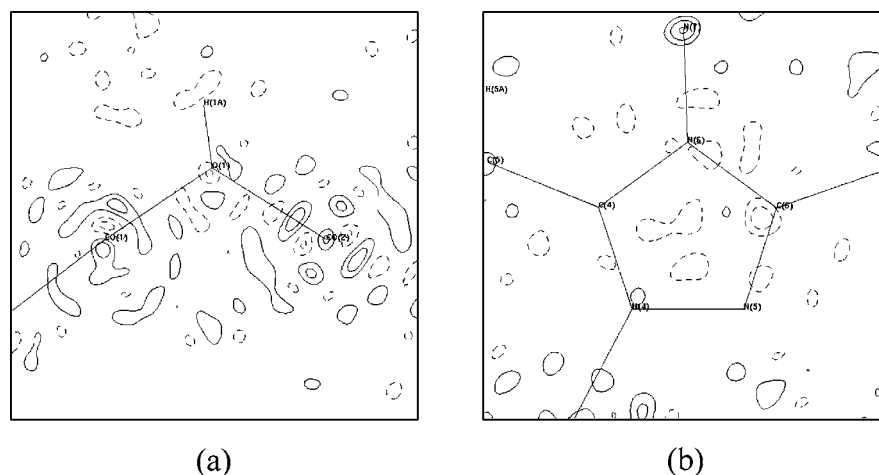 N(7)
H(5A)
H(1A)
N(6)
C(5)
O(1)
C(4)
C(6)
CO(1)
CO(2)
N(4)
N(5)
C
(a)
(b)